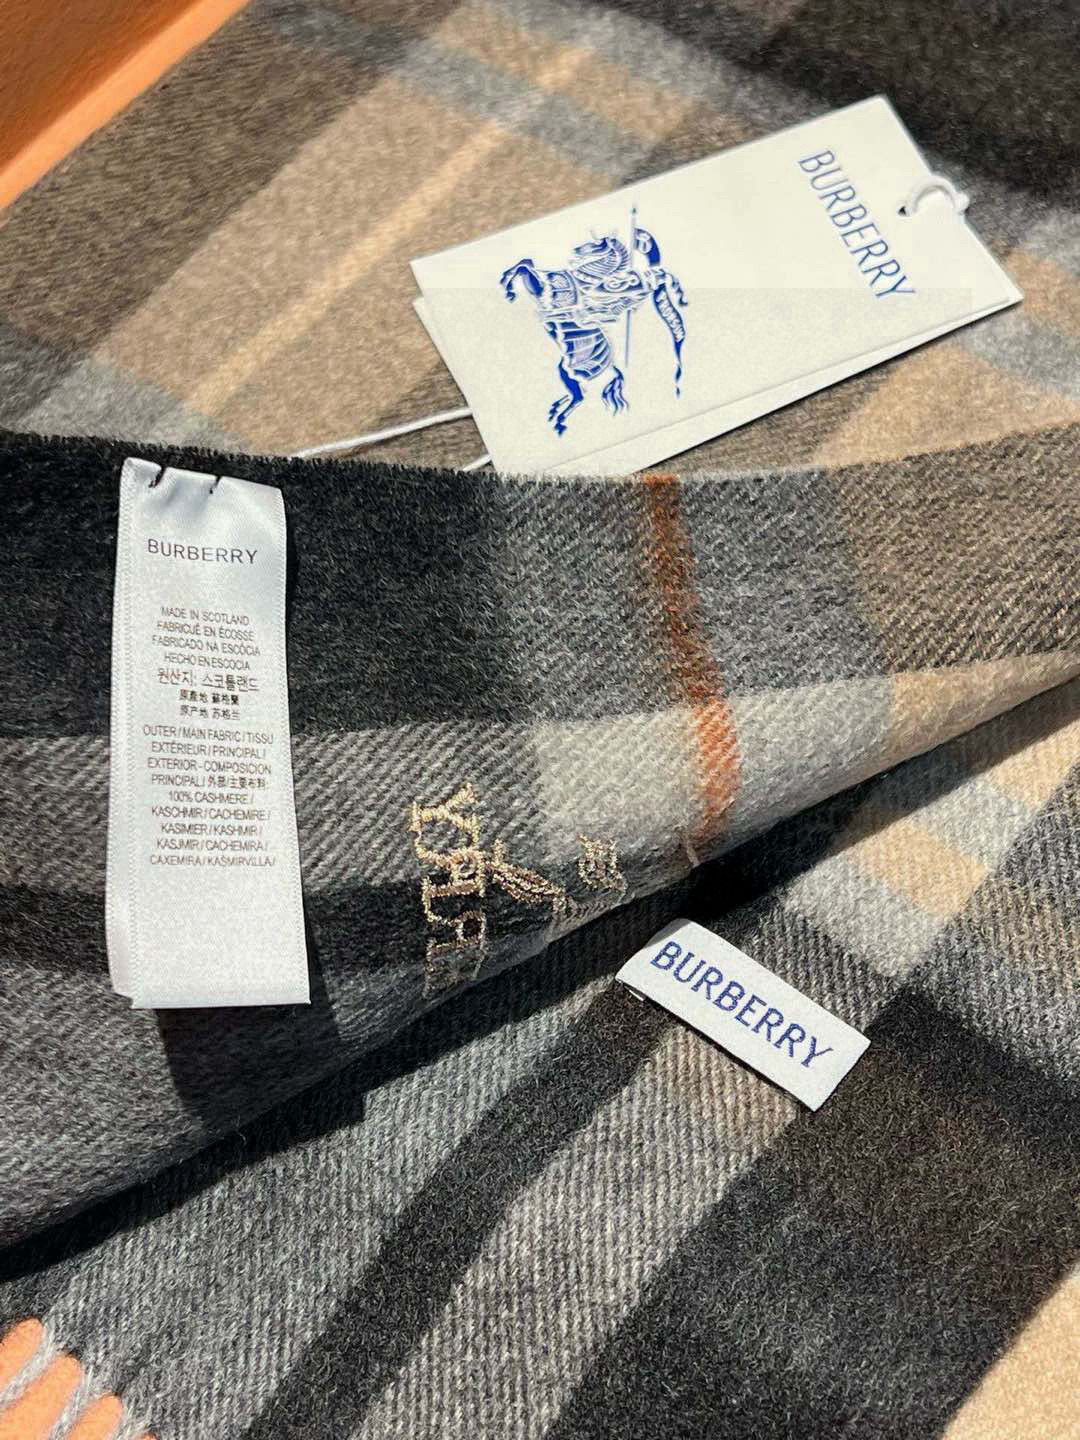 BURBERRY
PRORSUM
BURBERRY
MADE IN SCOTLAND
FABRIQUÉ EN ÉCOSSE
FABRICADO NA ESCÓCIA
HECHO EN ESCOCIA
원산지: 스코틀랜드
原產地 蘇格蘭
原产地 苏格兰
OUTER / MAIN FABRIC / TISSU
EXTÉRIEUR / PRINCIPAL /
EXTERIOR - COMPOSICION
PRINCIPAL / 外部/主要布料:
100% CASHMERE /
KASCHMIR / CACHEMIRE /
KASIMIER / KASHMIR /
KASJMIR / CACHEMIRA /
CAXEMIRA / KAŠMIRVILLA /
BURBERRY